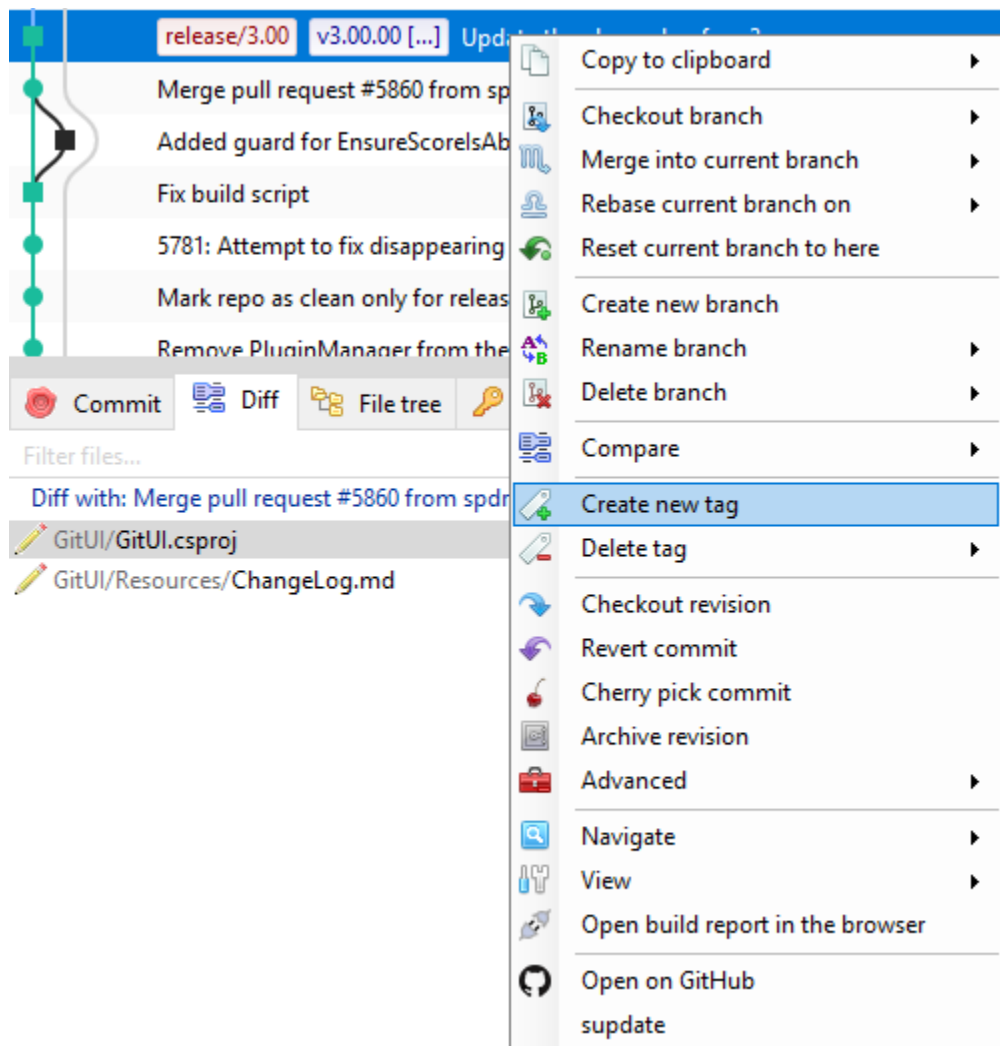 release/3.00 v3.00.00 [...]
Merge pull request #5860 from sp
Added guard for EnsureScoreIsAb
Fix build script
5781: Attempt to fix disappearing
Mark repo as clean only for releas
Remove PluginManager from the
Commit Diff File tree
Filter files...
Diff with: Merge pull request #5860 from spdr
GitUI/GitUI.csproj
GitUI/Resources/ChangeLog.md
Copy to clipboard
Checkout branch
Merge into current branch
Rebase current branch on
Reset current branch to here
Create new branch
Rename branch
Delete branch
Compare
Create new tag
Delete tag
Checkout revision
Revert commit
Cherry pick commit
Archive revision
Advanced
Navigate
View
Open build report in the browser
Open on GitHub
supdate